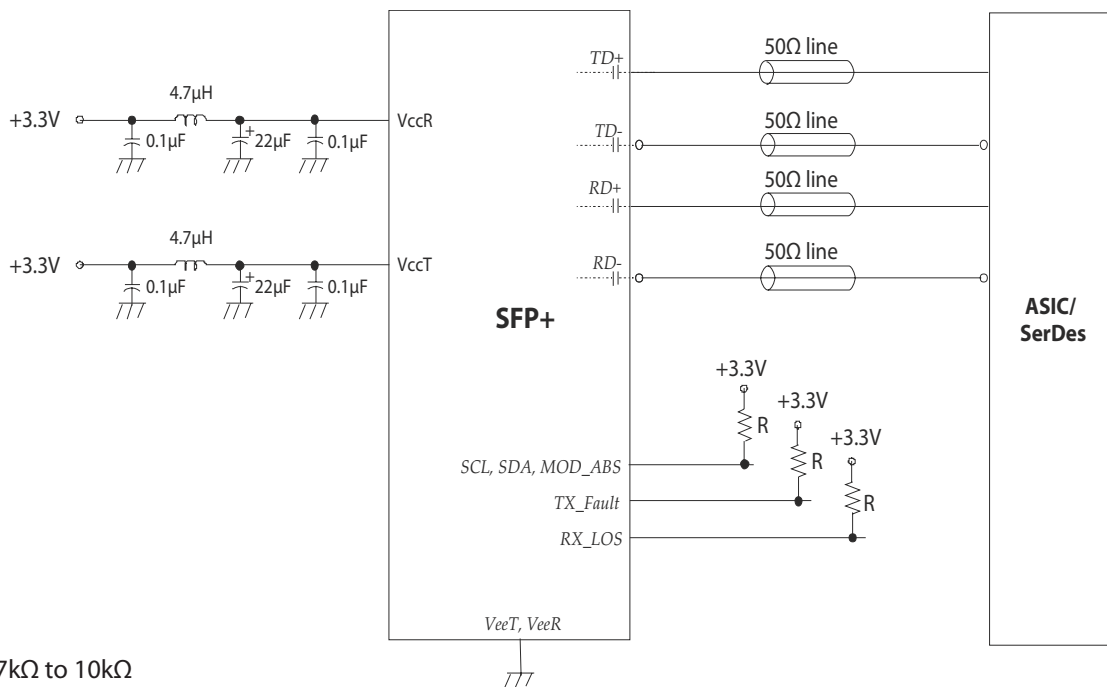 TD+
50Ω line
4.7µH
+3.3V
VccR
0.1µF
+
22µF
0.1µF
TD-
50Ω line
RD+
50Ω line
4.7µH
+3.3V
VccT
0.1µF
+
22µF
0.1µF
RD-
50Ω line
SFP+
ASIC/
SerDes
+3.3V
R
+3.3V
R
+3.3V
R
SCL, SDA, MOD_ABS
TX_Fault
RX_LOS
VeeT, VeeR
7kΩ to 10kΩ